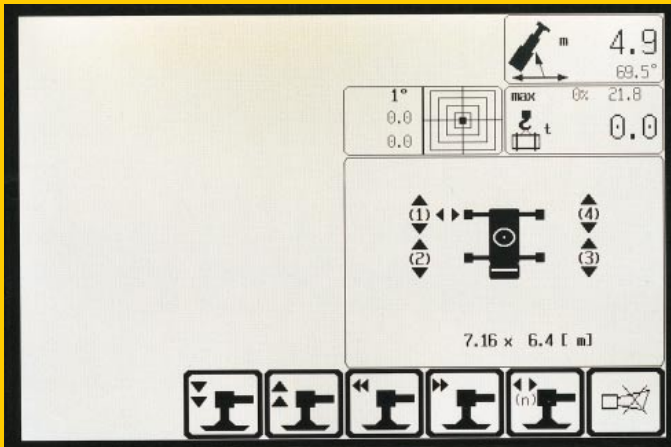 m 4.9
69.5°
1°
0.0
0.0
max 0% 21.8
t 0.0
(1) (4)
(2) (3)
7.16 x 6.4 [ m]
(n)